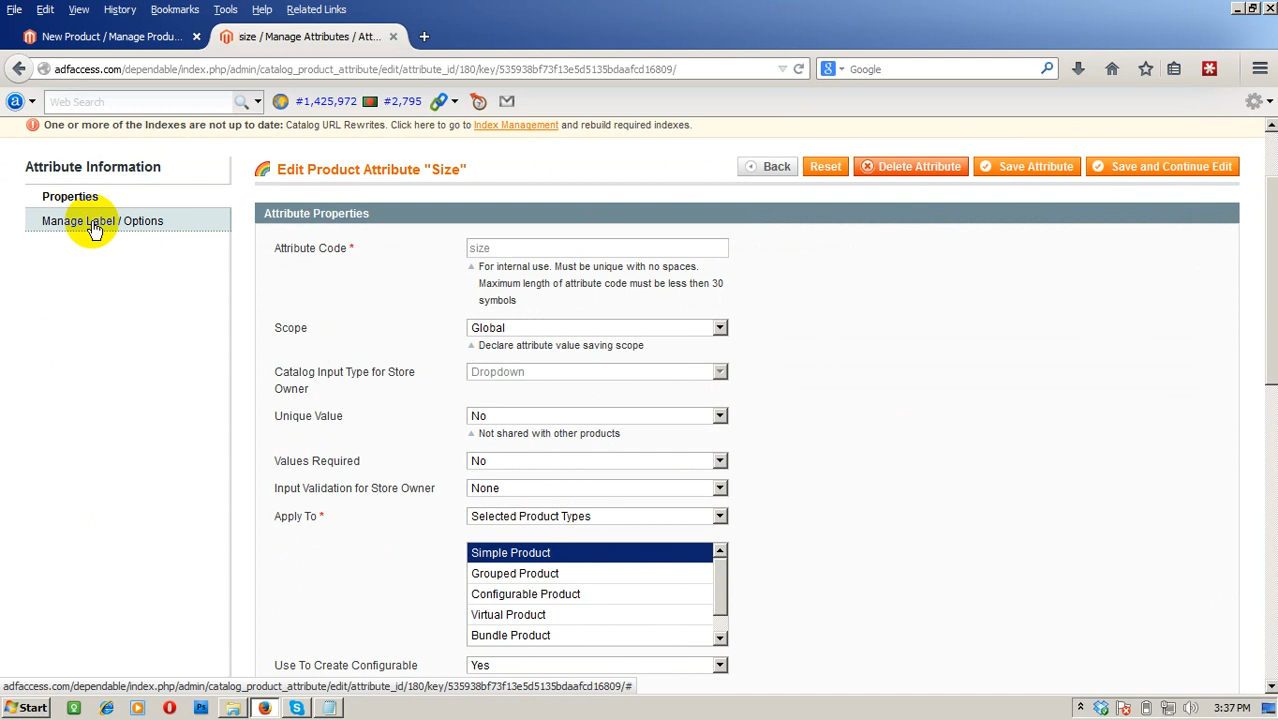 File Edit View History Bookmarks Tools Help Related Links
New Product / Manage Produ... × size / Manage Attributes / Att... × +
adfaccess.com/dependable/index.php/admin/catalog_product_attribute/edit/attribute_id/180/key/535938bf73f13e5d5135bdaafcd16809/ Google
Web Search #1,425,972 #2,795
One or more of the Indexes are not up to date: Catalog URL Rewrites. Click here to go to Index Management and rebuild required indexes.
Attribute Information
Properties
Manage Label / Options
Edit Product Attribute "Size" Back Reset Delete Attribute Save Attribute Save and Continue Edit
Attribute Properties
Attribute Code * size
For internal use. Must be unique with no spaces.
Maximum length of attribute code must be less then 30
symbols
Scope Global
Declare attribute value saving scope
Catalog Input Type for Store
Owner Dropdown
Unique Value No
Not shared with other products
Values Required No
Input Validation for Store Owner None
Apply To * Selected Product Types
Simple Product
Grouped Product
Configurable Product
Virtual Product
Bundle Product
Use To Create Configurable Yes
adfaccess.com/dependable/index.php/admin/catalog_product_attribute/edit/attribute_id/180/key/535938bf73f13e5d5135bdaafcd16809/#
Start 3:37 PM